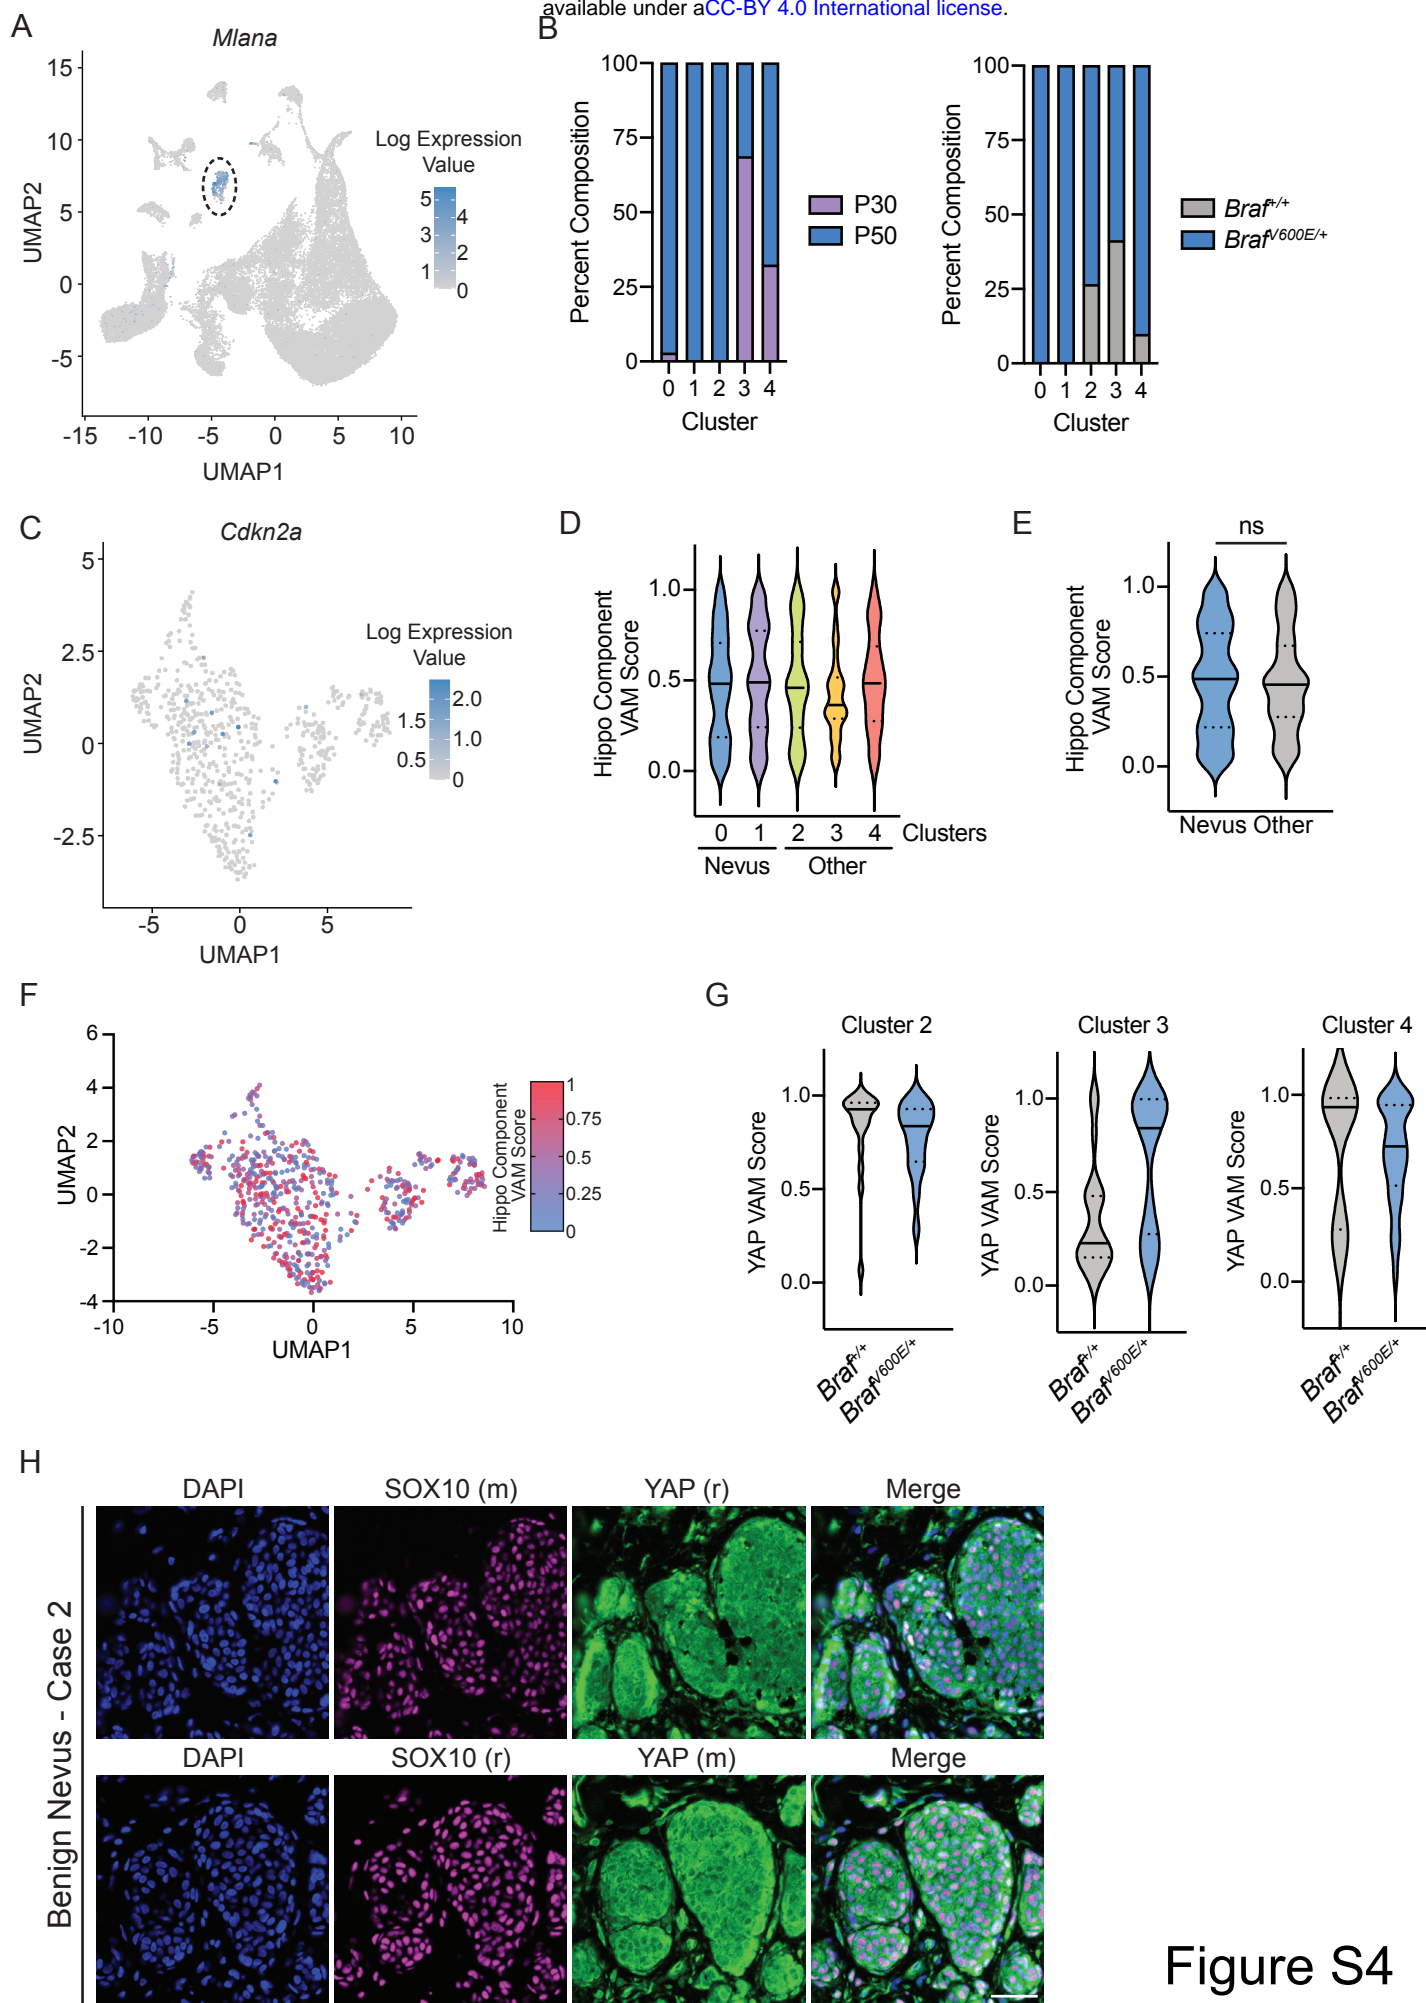 available under aCC-BY 4.0 International license.
A
Mlana
UMAP2
15
10
5
0
-5
-15 -10 -5 0 5 10
UMAP1
Log Expression
Value
5
4
3
2
1
0
B
Percent Composition
100
75
50
25
0
0 1 2 3 4
Cluster
P30
P50
Percent Composition
100
75
50
25
0
0 1 2 3 4
Cluster
Braf+/+
BrafV600E/+
C
Cdkn2a
UMAP2
5
2.5
0
-2.5
-5 0 5
UMAP1
Log Expression
Value
2.0
1.5
1.0
0.5
0
D
Hippo Component
VAM Score
1.0
0.5
0.0
0 1 2 3 4 Clusters
Nevus Other
E
ns
Hippo Component
VAM Score
1.0
0.5
0.0
Nevus Other
F
UMAP2
6
4
2
0
-2
-4
-10 -5 0 5 10
UMAP1
Hippo Component
VAM Score
1
0.75
0.5
0.25
0
G
Cluster 2
YAP VAM Score
1.0
0.5
0.0
Braf+/+
BrafV600E/+
Cluster 3
YAP VAM Score
1.0
0.5
0.0
Braf+/+
BrafV600E/+
Cluster 4
YAP VAM Score
1.0
0.5
0.0
Braf+/+
BrafV600E/+
H
Benign Nevus - Case 2
DAPI SOX10 (m) YAP (r) Merge
DAPI SOX10 (r) YAP (m) Merge
Figure S4